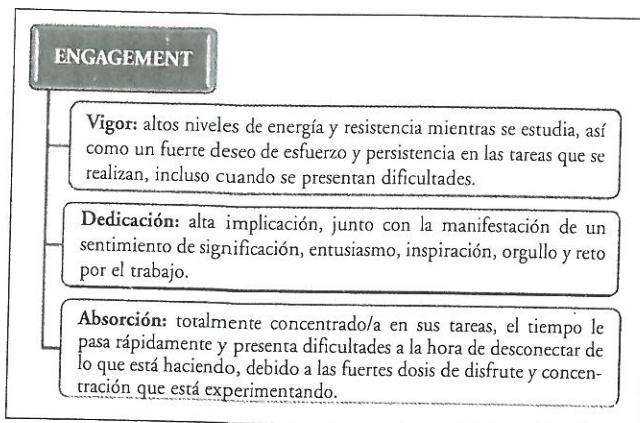 ENGAGEMENT
Vigor: altos niveles de energía y resistencia mientras se estudia, así
como un fuerte deseo de esfuerzo y persistencia en las tareas que se
realizan, incluso cuando se presentan dificultades.
Dedicación: alta implicación, junto con la manifestación de un
sentimiento de significación, entusiasmo, inspiración, orgullo y reto
por el trabajo.
Absorción: totalmente concentrado/a en sus tareas, el tiempo le
pasa rápidamente y presenta dificultades a la hora de desconectar de
lo que está haciendo, debido a las fuertes dosis de disfrute y concen-
tración que está experimentando.